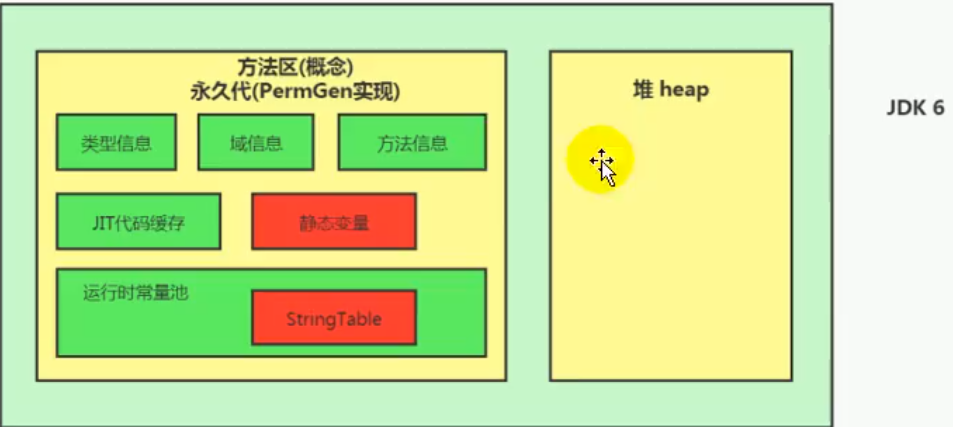 方法区(概念)
永久代(PermGen实现)
类型信息
域信息
方法信息
JIT代码缓存
静态变量
运行时常量池
StringTable
堆 heap
JDK 6